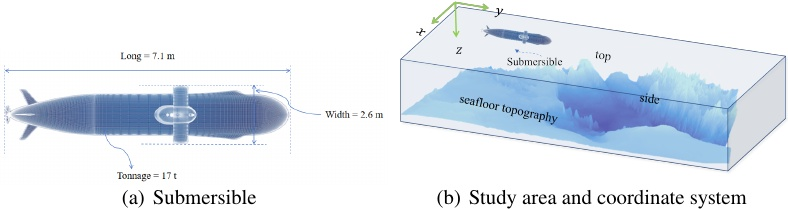 Long = 7.1 m
Width = 2.6 m
Tonnage = 17 t
(a) Submersible
x
y
z
Submersible
top
side
seafloor topography
(b) Study area and coordinate system